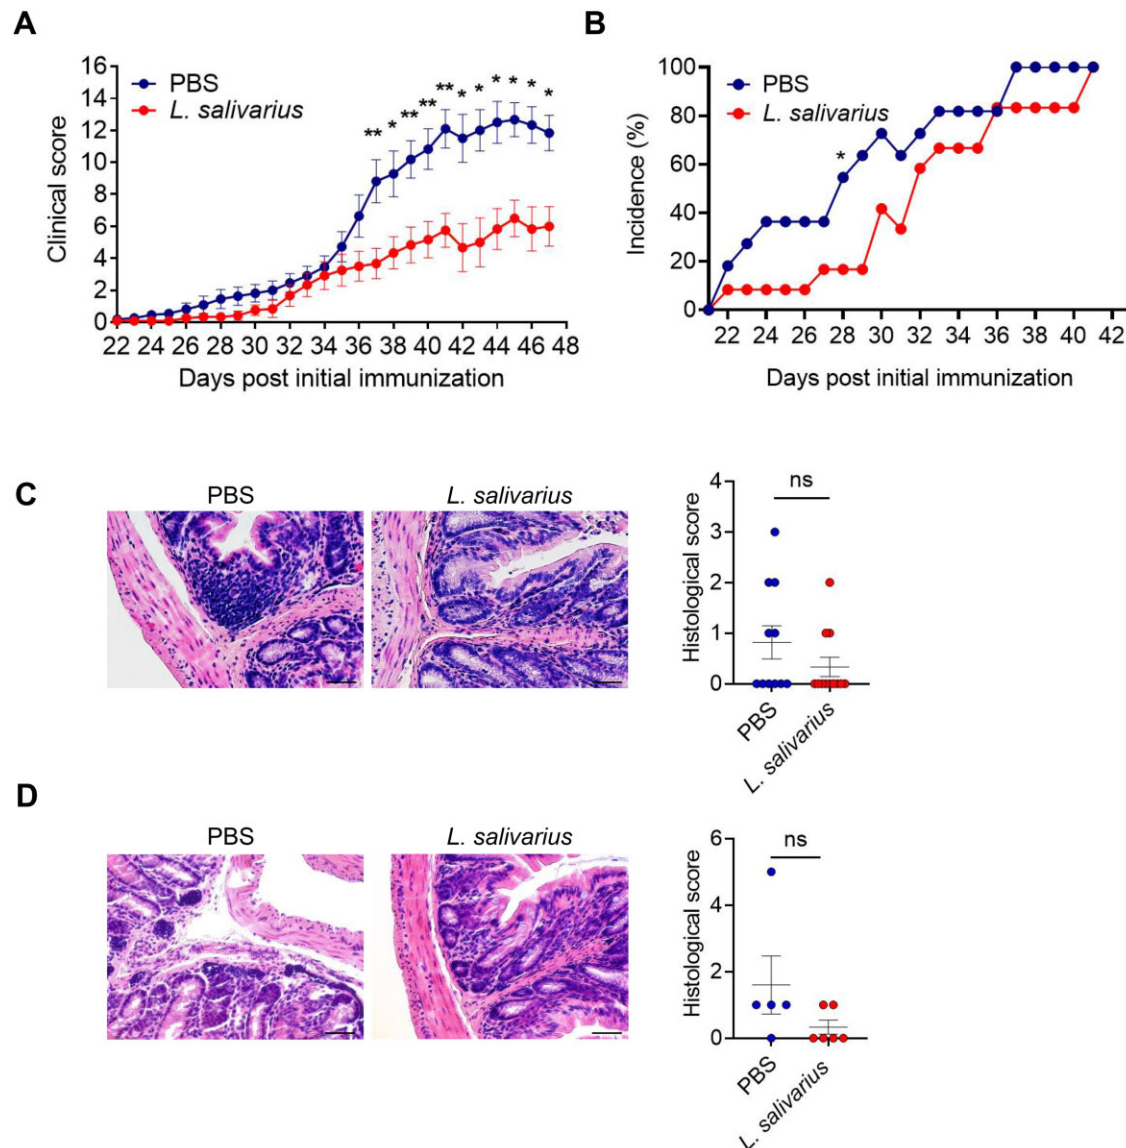 A
16
14
12
10
8
6
4
2
0
Clinical score
PBS
L. salivarius
** * ** ** ** * * * * * *
22 24 26 28 30 32 34 36 38 40 42 44 46 48
Days post initial immunization
B
100
80
60
40
20
0
Incidence (%)
PBS
L. salivarius
*
22 24 26 28 30 32 34 36 38 40 42
Days post initial immunization
C
PBS
L. salivarius
4
3
2
1
0
Histological score
ns
PBS
L. salivarius
D
PBS
L. salivarius
6
4
2
0
Histological score
ns
PBS
L. salivarius